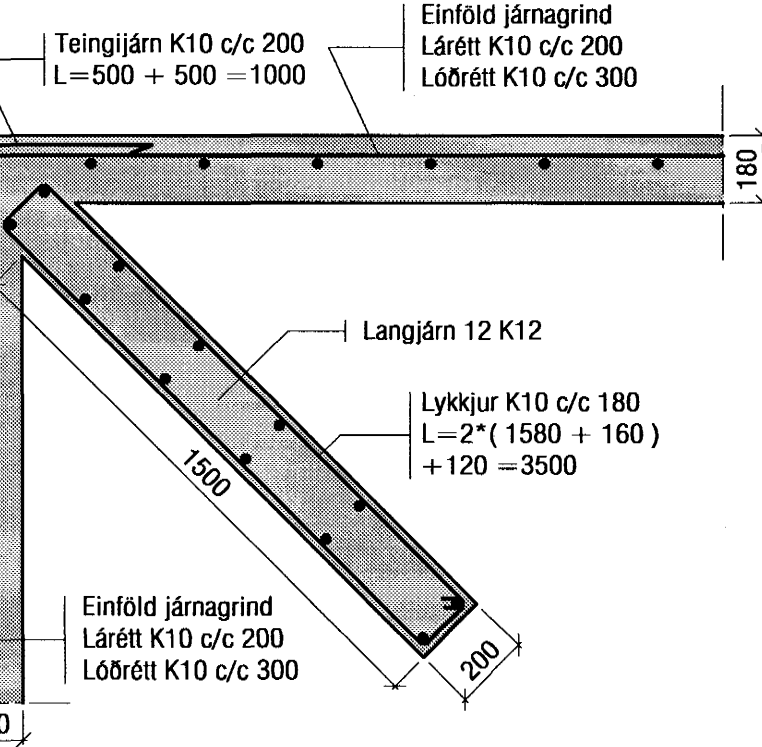 Teingijárn K10 c/c 200
L=500 + 500 =1000
Einföld járnagrind
Lárétt K10 c/c 200
Lóðrétt K10 c/c 300
180
Langjárn 12 K12
Lykkjur K10 c/c 180
L=2*( 1580 + 160 )
+120 =3500
1500
200
Einföld járnagrind
Lárétt K10 c/c 200
Lóðrétt K10 c/c 300
0